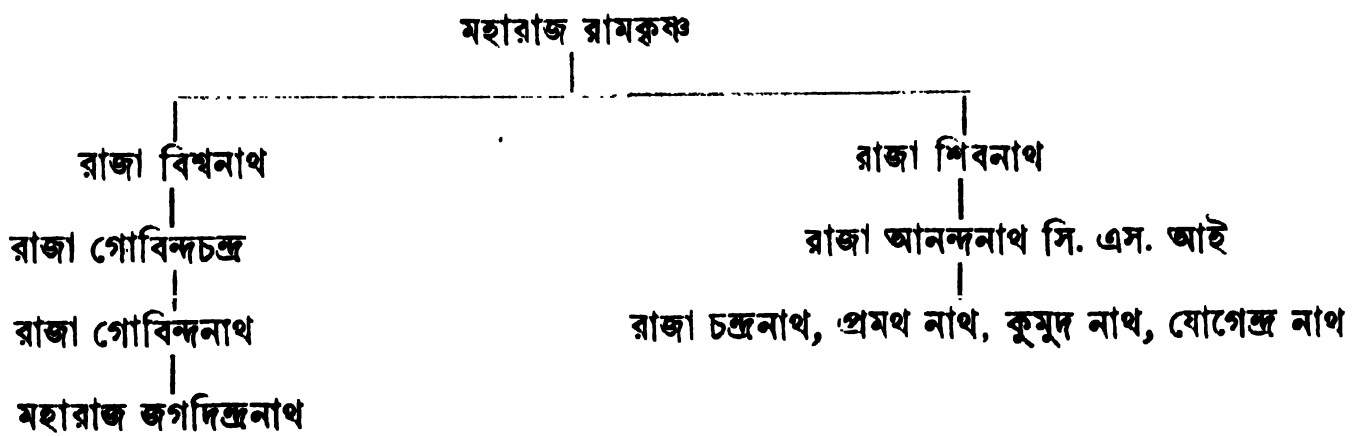 মহারাজ রামকৃষ্ণ
রাজা বিশ্বনাথ
রাজা শিবনাথ
রাজা গোবিন্দচন্দ্র
রাজা আনন্দনাথ সি. এস. আই
রাজা গোবিন্দনাথ
রাজা চন্দ্রনাথ, প্রমথ নাথ, কুমুদ নাথ, যোগেন্দ্র নাথ
মহারাজ জগদিন্দ্রনাথ